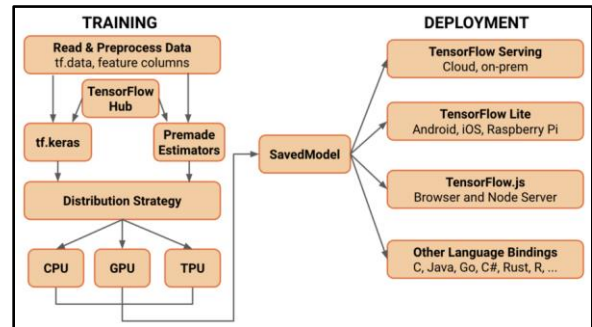 TRAINING
Read & Preprocess Data
tf.data, feature columns
TensorFlow
Hub
tf.keras
Premade
Estimators
Distribution Strategy
CPU
GPU
TPU
SavedModel
DEPLOYMENT
TensorFlow Serving
Cloud, on-prem
TensorFlow Lite
Android, iOS, Raspberry Pi
TensorFlow.js
Browser and Node Server
Other Language Bindings
C, Java, Go, C#, Rust, R, ...